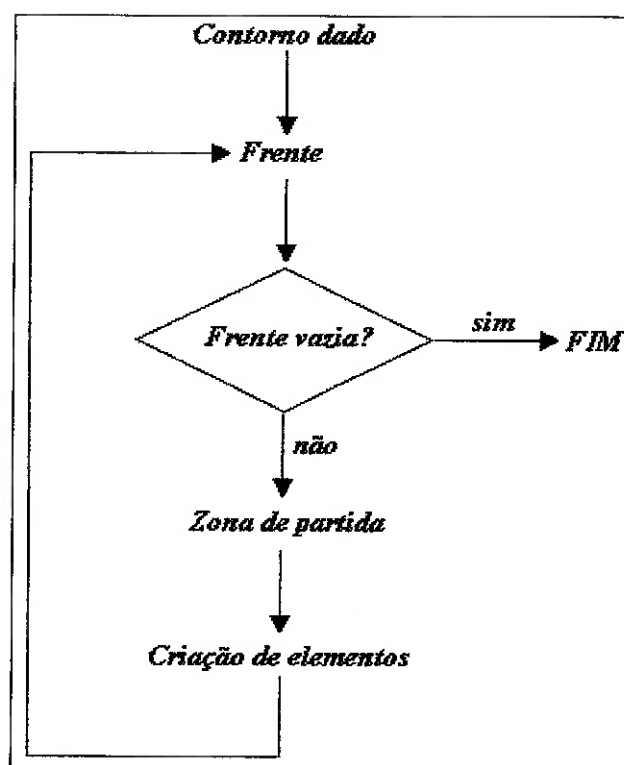 Contorno dado
Frente
Frente vazia?
sim
FIM
não
Zona de partida
Criação de elementos